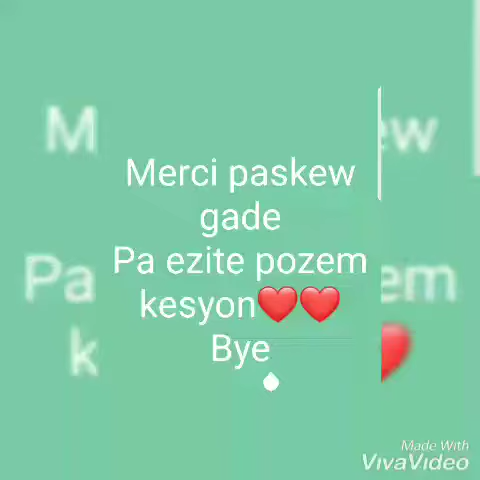 Merci paskew
gade
Pa ezite pozem
kesyon❤️❤️
Bye
Made With
VivaVideo